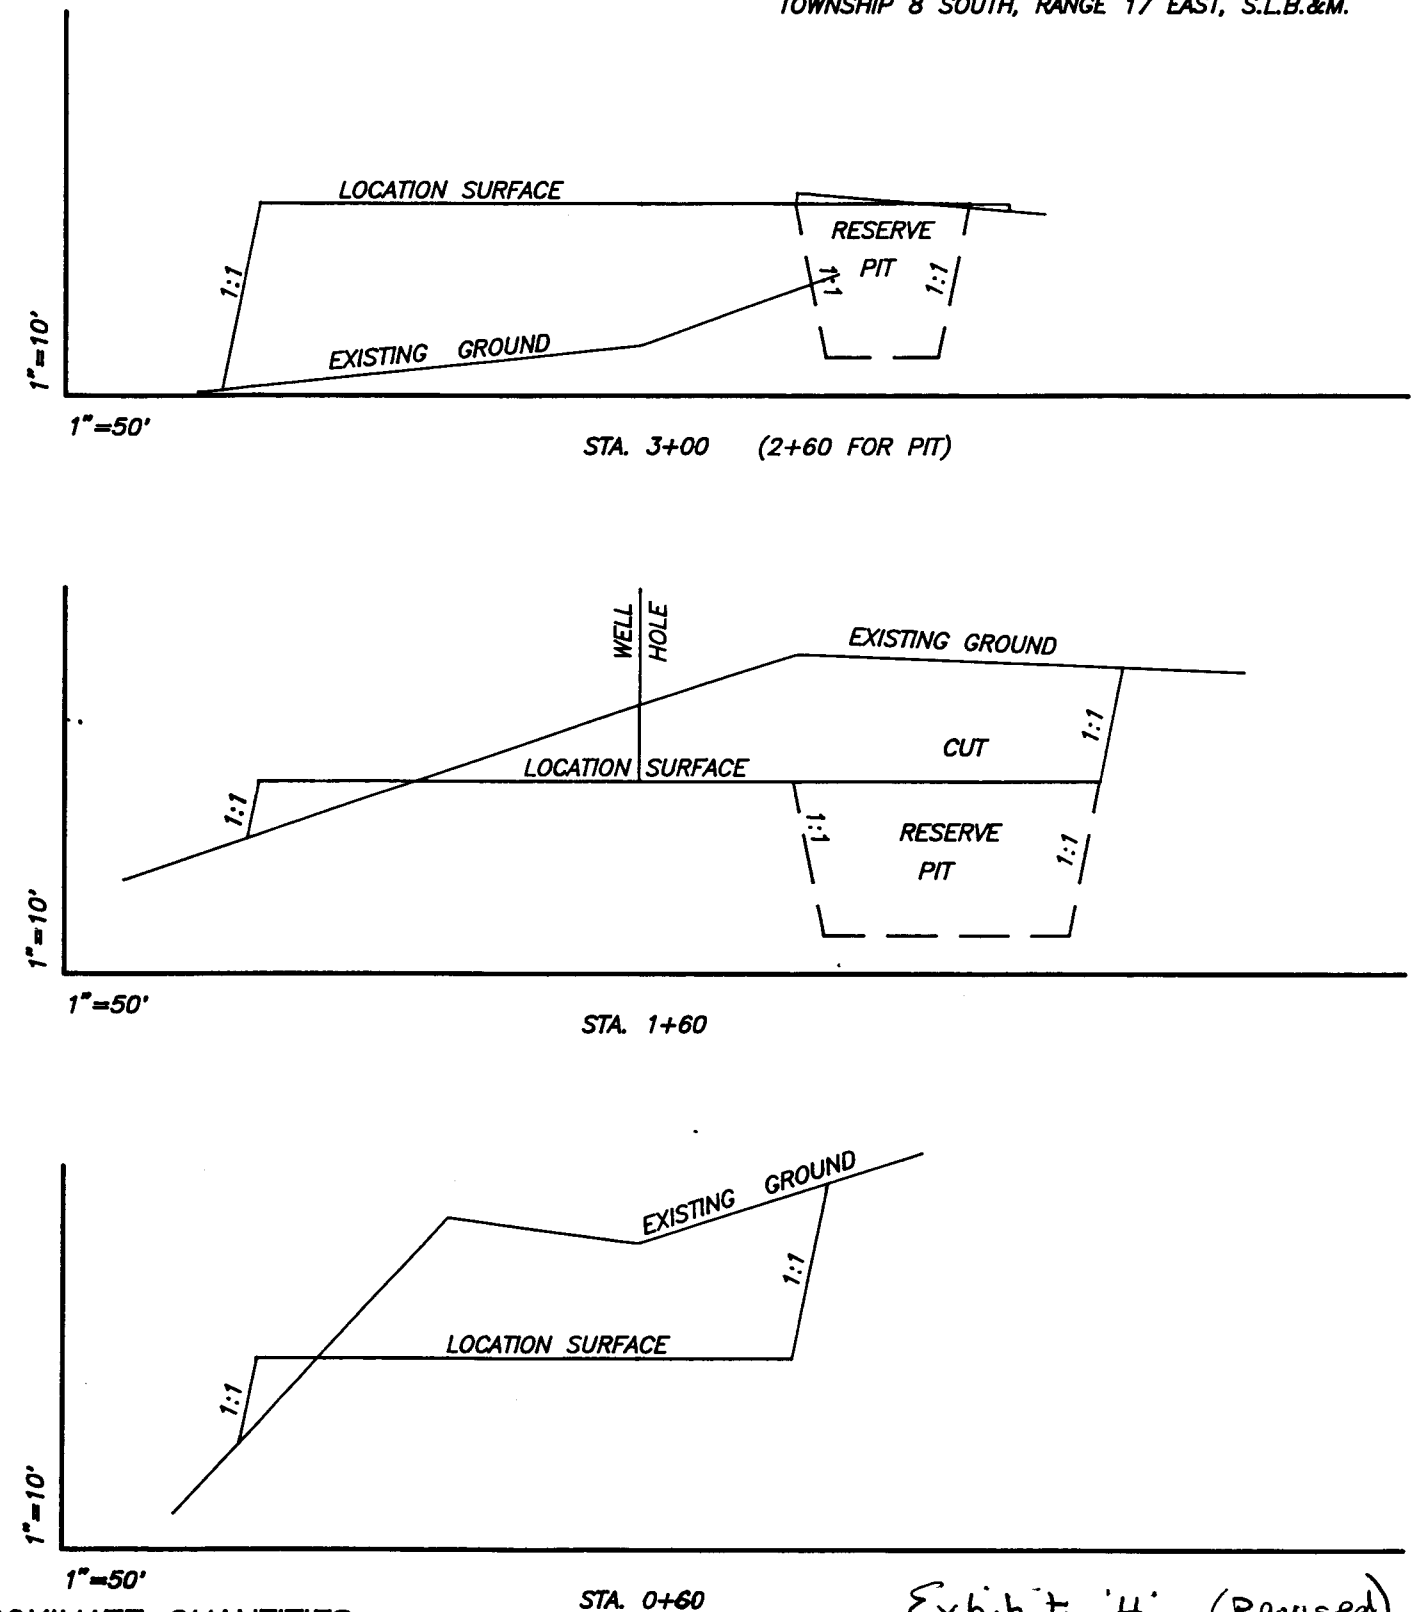 TOWNSHIP 8 SOUTH, RANGE 17 EAST, S.L.B.&M.
LOCATION SURFACE
RESERVE
PIT
1:1
1:1
1:1
EXISTING GROUND
1"=10'
1"=50'
STA. 3+00 (2+60 FOR PIT)
WELL
HOLE
EXISTING GROUND
1:1
CUT
LOCATION SURFACE
1:1
1:1
RESERVE
PIT
1:1
1"=10'
1"=50'
STA. 1+60
EXISTING GROUND
1:1
LOCATION SURFACE
1:1
1"=10'
1"=50'
STA. 0+60
Exhibit "H" (Revised)
QUANTITIES